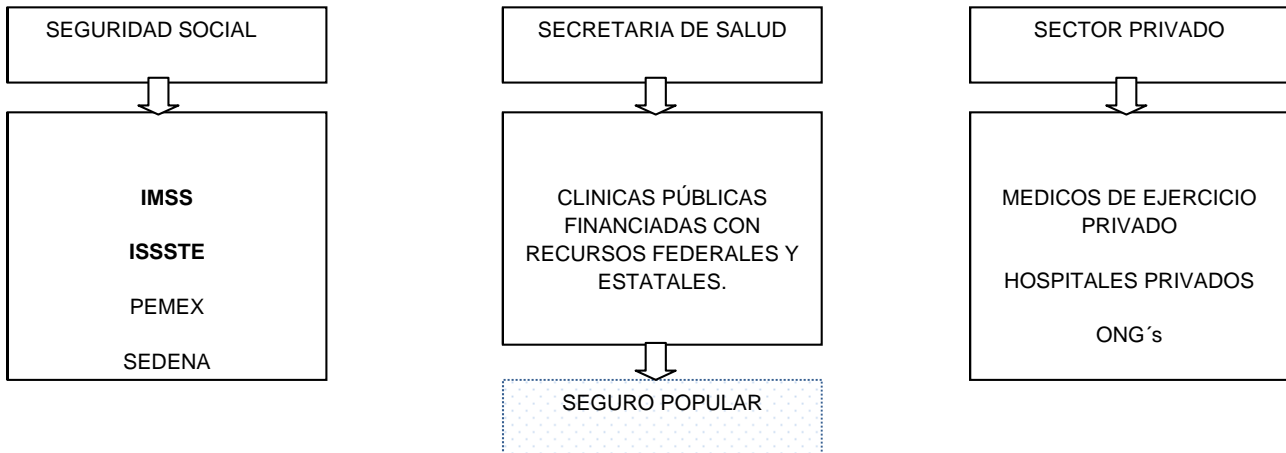 SEGURIDAD SOCIAL
IMSS
ISSSTE
PEMEX
SEDENA
SECRETARIA DE SALUD
CLINICAS PÚBLICAS
FINANCIADAS CON
RECURSOS FEDERALES Y
ESTATALES.
SEGURO POPULAR
SECTOR PRIVADO
MEDICOS DE EJERCICIO
PRIVADO
HOSPITALES PRIVADOS
ONG´s